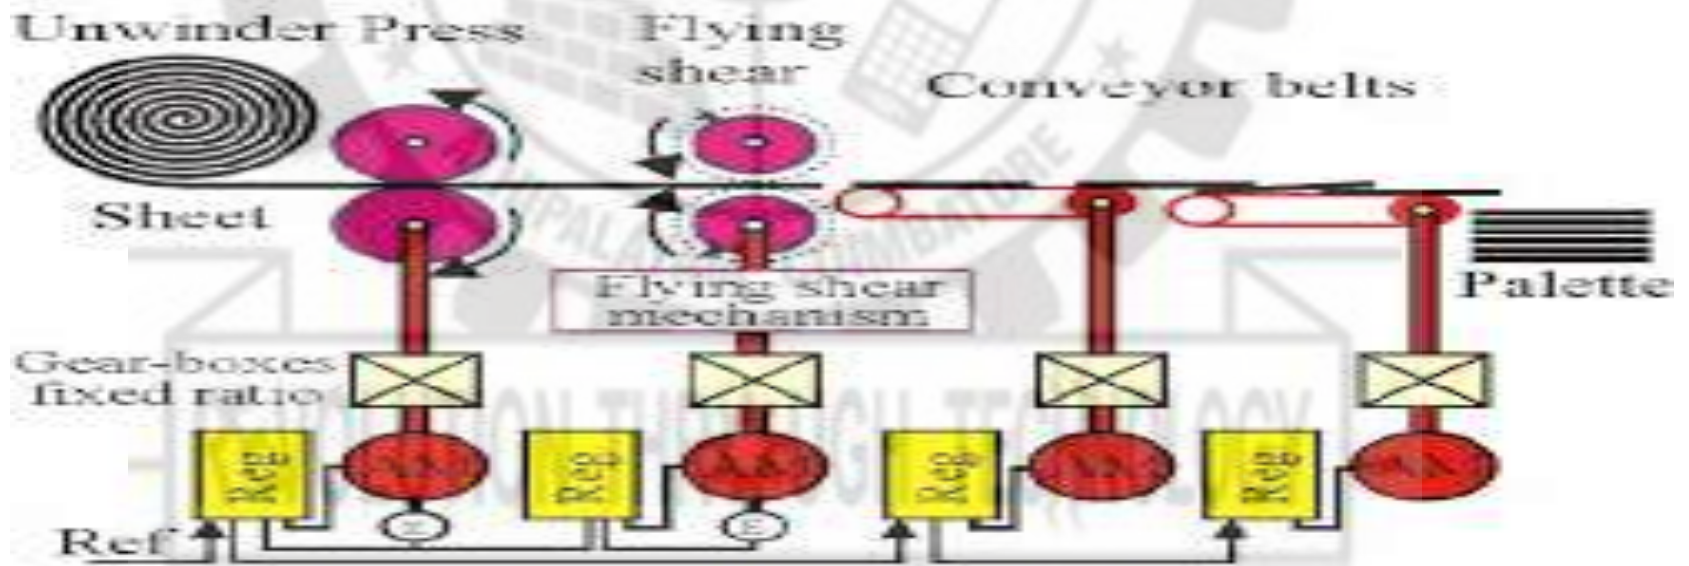 Unwinder Press
Flying
shear
Conveyor belts
Sheet
Flying shear
mechanism
Palette
Gear-boxes
fixed ratio
Reg
Reg
Reg
Reg
Ref